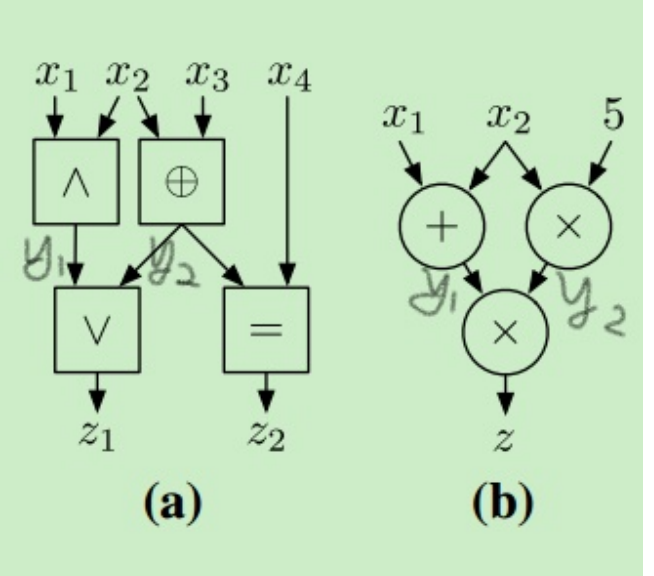 x₁ x₂ x₃ x₄
∧ ⊕
y₁ y₂
∨ =
z₁ z₂
(a)
x₁ x₂ 5
+ ×
y₁ y₂
×
z
(b)